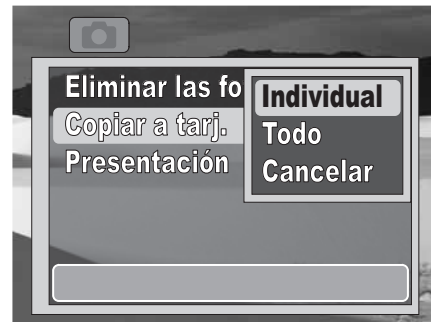 Eliminar las fo
Copiar a tarj.
Presentación
Individual
Todo
Cancelar